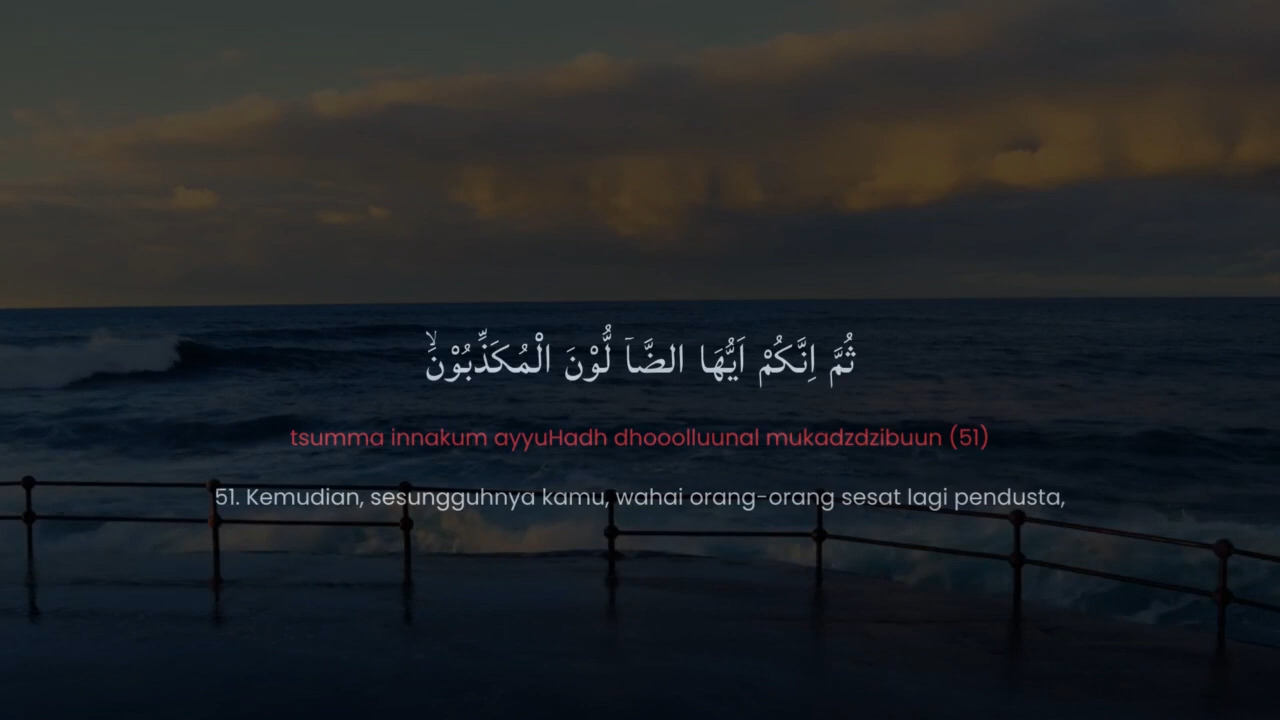 ثُمَّ اِنَّكُمْ اَيُّهَا الضَّاۤ لُّوْنَ الْمُكَذِّبُوْنَۙ
tsumma innakum ayyuHadh dhooolluunal mukadzdzibuun (51)
51. Kemudian, sesungguhnya kamu, wahai orang-orang sesat lagi pendusta,